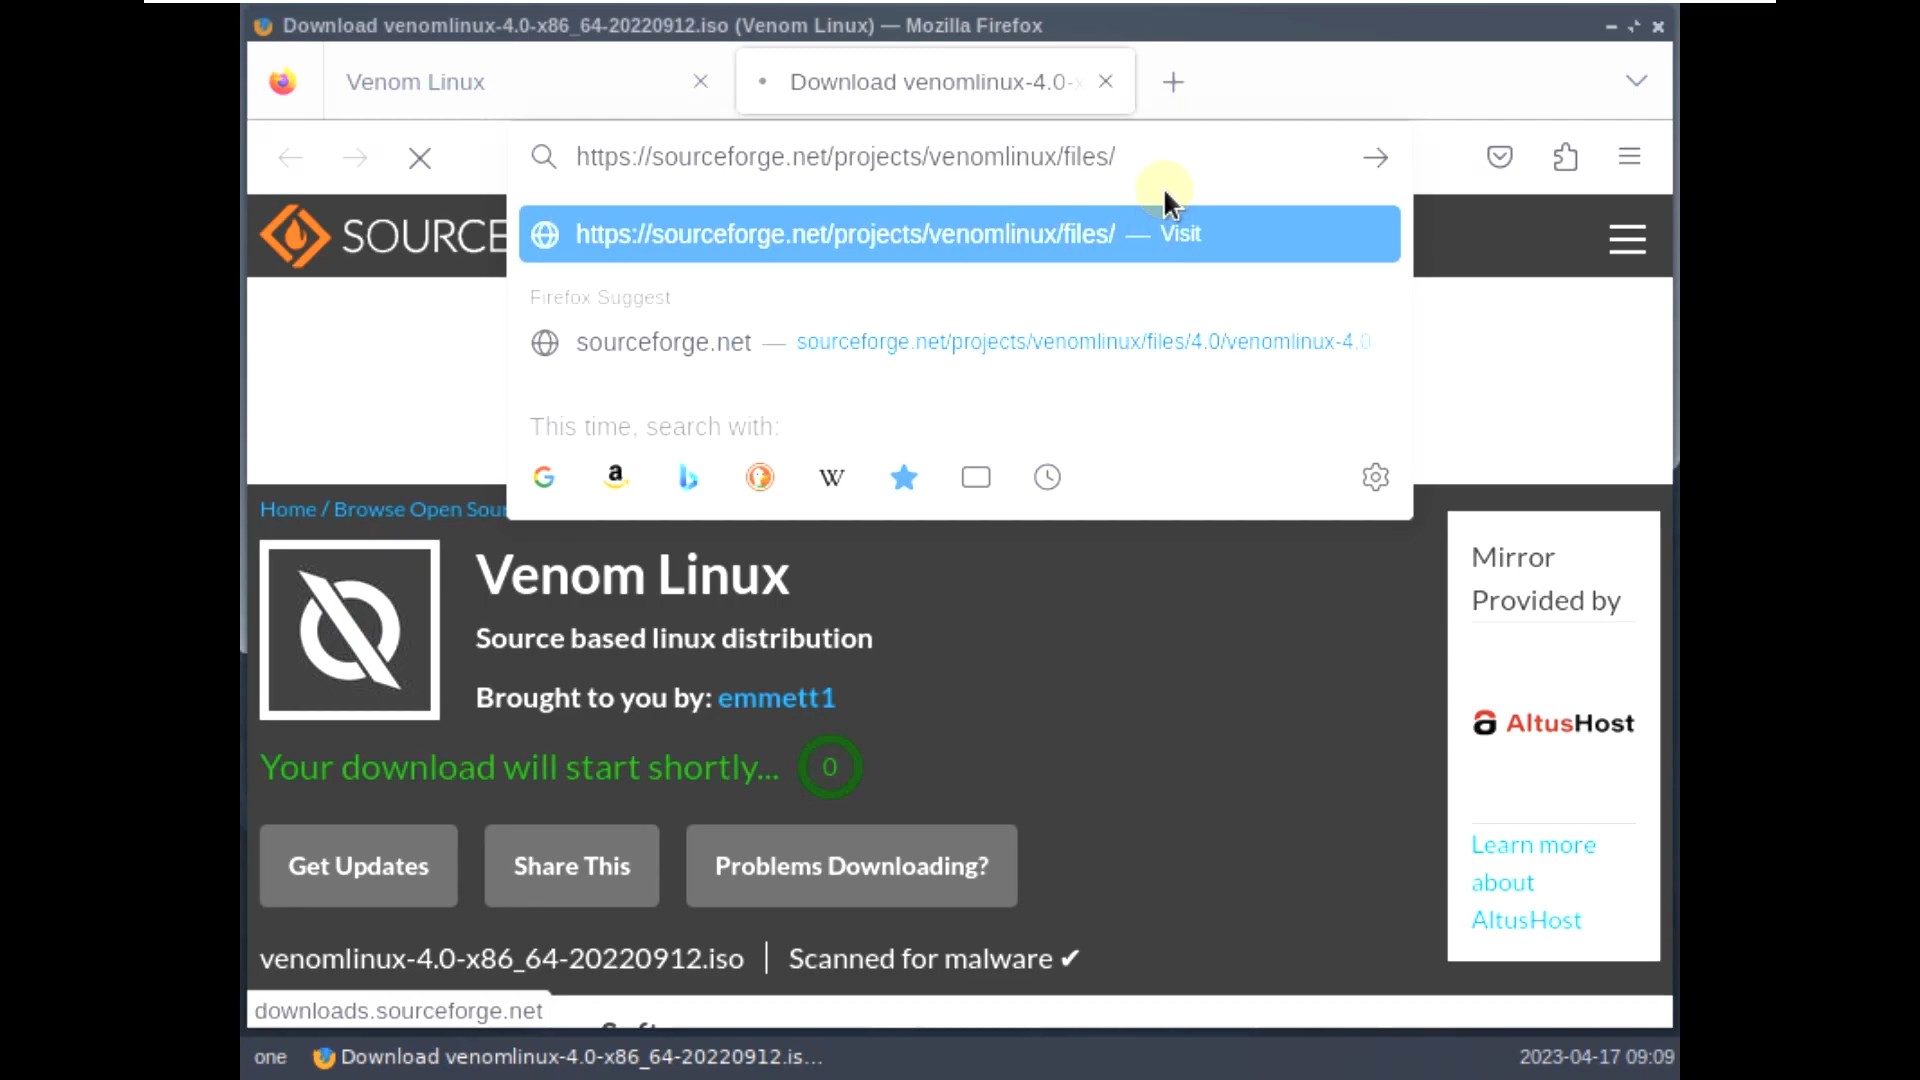 Download venomlinux-4.0-x86_64-20220912.iso (Venom Linux) — Mozilla Firefox
Venom Linux
Download venomlinux-4.0-
https://sourceforge.net/projects/venomlinux/files/
https://sourceforge.net/projects/venomlinux/files/ — Visit
SOURCE
Firefox Suggest
sourceforge.net — sourceforge.net/projects/venomlinux/files/4.0/venomlinux-4.0
This time, search with:
Home / Browse Open Sour
Venom Linux
Source based linux distribution
Brought to you by: emmett1
Your download will start shortly... 0
Get Updates
Share This
Problems Downloading?
venomlinux-4.0-x86_64-20220912.iso | Scanned for malware ✔
Mirror
Provided by
AltusHost
Learn more
about
AltusHost
downloads.sourceforge.net
one
Download venomlinux-4.0-x86_64-20220912.is...
2023-04-17 09:09